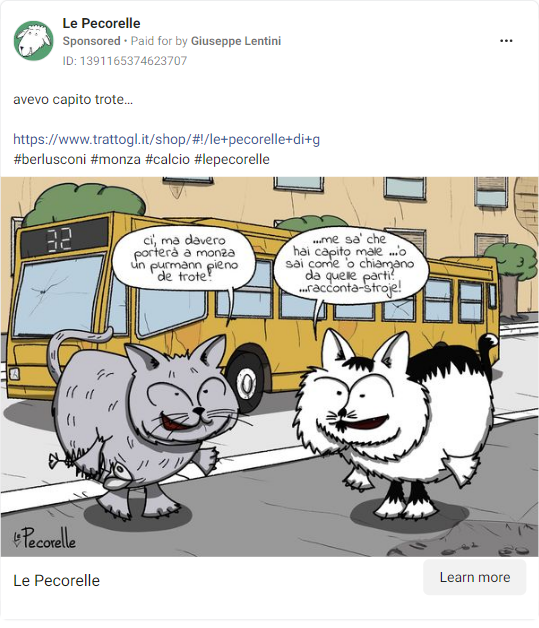 Le Pecorelle
Sponsored • Paid for by Giuseppe Lentini
ID: 1391165374623707
avevo capito trote...
https://www.trattogl.it/shop/#!/le+pecorelle+di+g
#berlusconi #monza #calcio #lepecorelle
32
ci', ma davero
porterà a monza
un purmann pieno
de trote!
...me sa' che
hai capito male ...'o
sai come 'o chiamano
da quelle parti!
...racconta-stroje!
Le Pecorelle
Le Pecorelle
Learn more